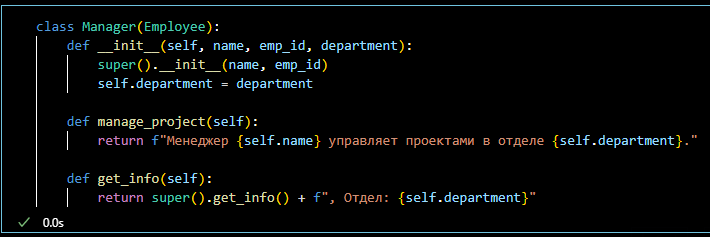 class Manager(Employee):
    def __init__(self, name, emp_id, department):
        super().__init__(name, emp_id)
        self.department = department

    def manage_project(self):
        return f"Менеджер {self.name} управляет проектами в отделе {self.department}."

    def get_info(self):
        return super().get_info() + f", Отдел: {self.department}"
0.0s